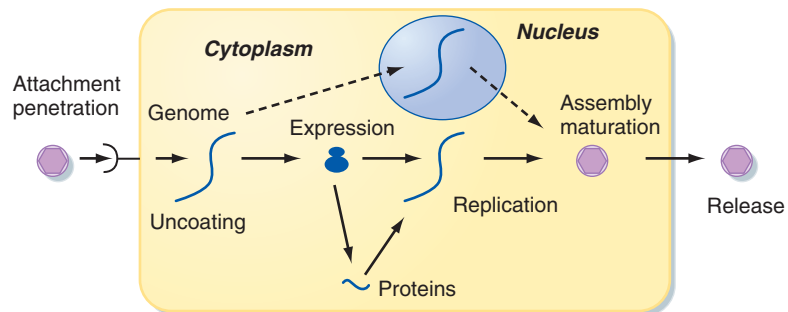 Cytoplasm
Nucleus
Attachment
penetration
Genome
Expression
Assembly
maturation
Uncoating
Replication
Release
Proteins